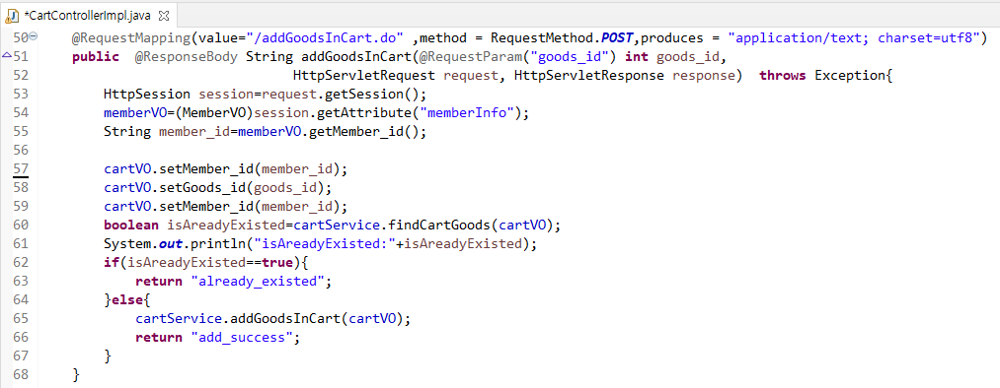 *CartControllerImpl.java
50 @RequestMapping(value="/addGoodsInCart.do" ,method = RequestMethod.POST,produces = "application/text; charset=utf8")
51 public  @ResponseBody String addGoodsInCart(@RequestParam("goods_id") int goods_id,
52 HttpServletRequest request, HttpServletResponse response)  throws Exception{
53 HttpSession session=request.getSession();
54 memberVO=(MemberVO)session.getAttribute("memberInfo");
55 String member_id=memberVO.getMember_id();
56
57 cartVO.setMember_id(member_id);
58 cartVO.setGoods_id(goods_id);
59 cartVO.setMember_id(member_id);
60 boolean isAreadyExisted=cartService.findCartGoods(cartVO);
61 System.out.println("isAreadyExisted:"+isAreadyExisted);
62 if(isAreadyExisted==true){
63 return "already_existed";
64 }else{
65 cartService.addGoodsInCart(cartVO);
66 return "add_success";
67 }
68 }